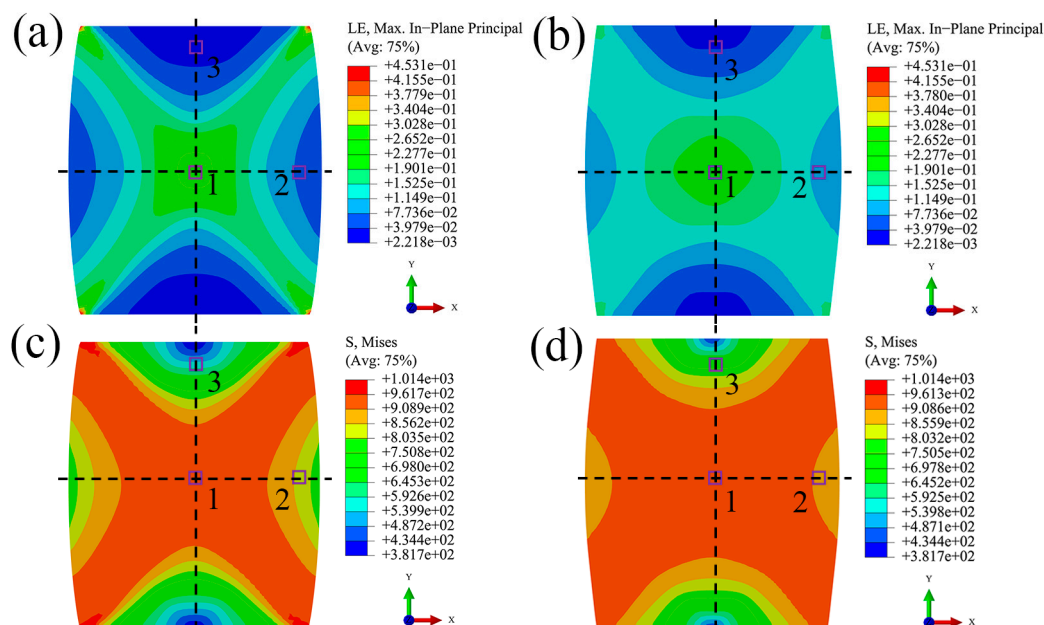 (a)
LE, Max. In-Plane Principal
(Avg: 75%)
+4.531e−01
+4.155e−01
+3.779e−01
+3.404e−01
+3.028e−01
+2.652e−01
+2.277e−01
+1.901e−01
+1.525e−01
+1.149e−01
+7.736e−02
+3.979e−02
+2.218e−03
3
1
2
Y
X
(b)
LE, Max. In-Plane Principal
(Avg: 75%)
+4.531e−01
+4.155e−01
+3.780e−01
+3.404e−01
+3.028e−01
+2.652e−01
+2.277e−01
+1.901e−01
+1.525e−01
+1.149e−01
+7.736e−02
+3.979e−02
+2.218e−03
3
1
2
Y
X
(c)
S, Mises
(Avg: 75%)
+1.014e+03
+9.617e+02
+9.089e+02
+8.562e+02
+8.035e+02
+7.508e+02
+6.980e+02
+6.453e+02
+5.926e+02
+5.399e+02
+4.872e+02
+4.344e+02
+3.817e+02
3
1
2
Y
X
(d)
S, Mises
(Avg: 75%)
+1.014e+03
+9.613e+02
+9.086e+02
+8.559e+02
+8.032e+02
+7.505e+02
+6.978e+02
+6.452e+02
+5.925e+02
+5.398e+02
+4.871e+02
+4.344e+02
+3.817e+02
3
1
2
Y
X